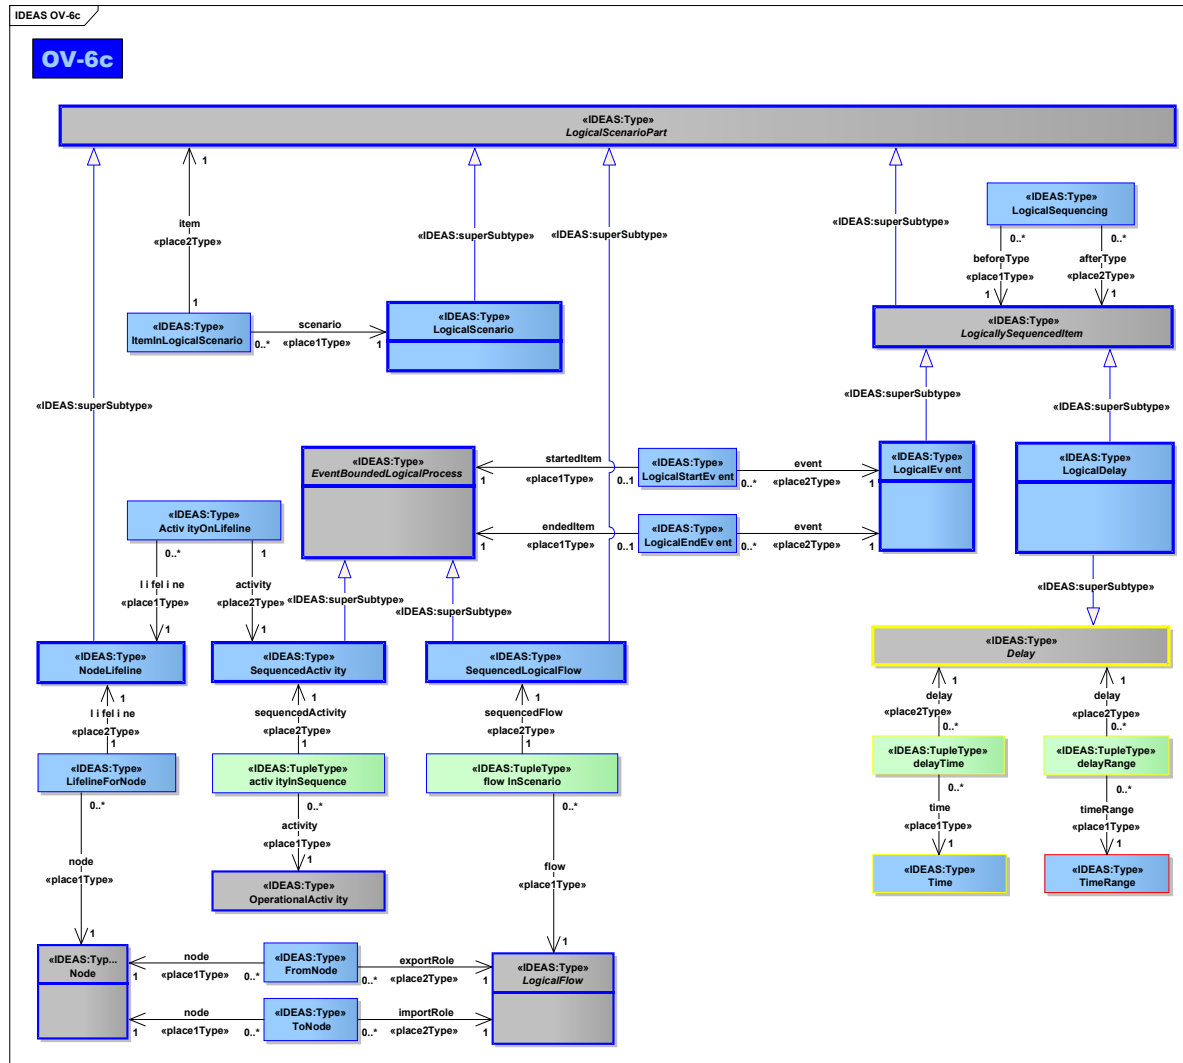 IDEAS OV-6c
OV-6c
«IDEAS:Type»
LogicalScenarioPart
«IDEAS:Type»
LogicalSequencing
1
item
«place2Type»
1
«IDEAS:superSubtype»
«IDEAS:superSubtype»
«IDEAS:superSubtype»
0..*
0..*
beforeType
«place1Type»
1
afterType
«place2Type»
1
«IDEAS:Type»
ItemInLogicalScenario
scenario
0..*
«place1Type»
1
«IDEAS:Type»
LogicalScenario
«IDEAS:Type»
LogicallySequencedItem
«IDEAS:superSubtype»
«IDEAS:superSubtype»
«IDEAS:superSubtype»
«IDEAS:Type»
EventBoundedLogicalProcess
startedItem
1
«place1Type»
0..1
«IDEAS:Type»
LogicalStartEv ent
event
0..*
«place2Type»
1
«IDEAS:Type»
LogicalEv ent
«IDEAS:Type»
LogicalDelay
endedItem
1
«place1Type»
0..1
«IDEAS:Type»
LogicalEndEv ent
event
0..*
«place2Type»
1
«IDEAS:Type»
Activ ityOnLifeline
0..*
l i fel i ne
«place1Type»
1
1
activity
«place2Type»
1
«IDEAS:superSubtype»
«IDEAS:superSubtype»
«IDEAS:superSubtype»
«IDEAS:Type»
NodeLifeline
«IDEAS:Type»
SequencedActiv ity
«IDEAS:Type»
SequencedLogicalFlow
«IDEAS:Type»
Delay
1
l i fel i ne
«place2Type»
1
1
sequencedActivity
«place2Type»
1
1
sequencedFlow
«place2Type»
1
1
delay
«place2Type»
0..*
1
delay
«place2Type»
0..*
«IDEAS:Type»
LifelineForNode
«IDEAS:TupleType»
activ ityInSequence
«IDEAS:TupleType»
flow InScenario
«IDEAS:TupleType»
delayTime
«IDEAS:TupleType»
delayRange
0..*
node
«place1Type»
1
0..*
activity
«place1Type»
1
0..*
flow
«place1Type»
1
0..*
time
«place1Type»
1
0..*
timeRange
«place1Type»
1
«IDEAS:Type»
OperationalActiv ity
«IDEAS:Type»
Time
«IDEAS:Type»
TimeRange
«IDEAS:Typ...
Node
node
1
«place1Type»
0..*
«IDEAS:Type»
FromNode
exportRole
0..*
«place2Type»
1
«IDEAS:Type»
LogicalFlow
node
1
«place1Type»
0..*
«IDEAS:Type»
ToNode
importRole
0..*
«place2Type»
1